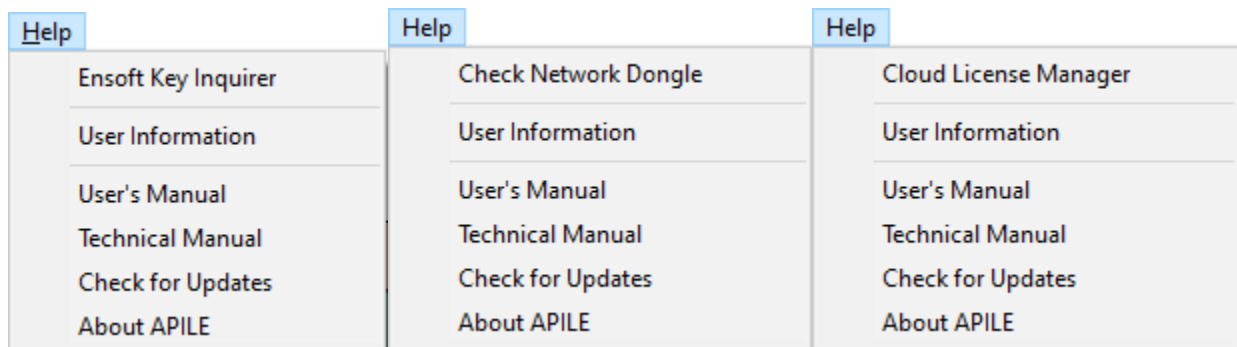 Help
Ensoft Key Inquirer
User Information
User's Manual
Technical Manual
Check for Updates
About APILE
Help
Check Network Dongle
User Information
User's Manual
Technical Manual
Check for Updates
About APILE
Help
Cloud License Manager
User Information
User's Manual
Technical Manual
Check for Updates
About APILE